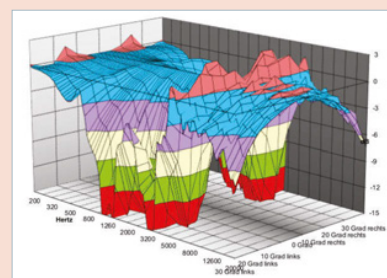 3
0
-3
-6
dB
-9
-12
-15
200
320
500
800
1260
2000
3200
5000
8000
12600
20000
Hertz
30 Grad links
20 Grad links
10 Grad links
0 Grad
10 Grad rechts
20 Grad rechts
30 Grad rechts